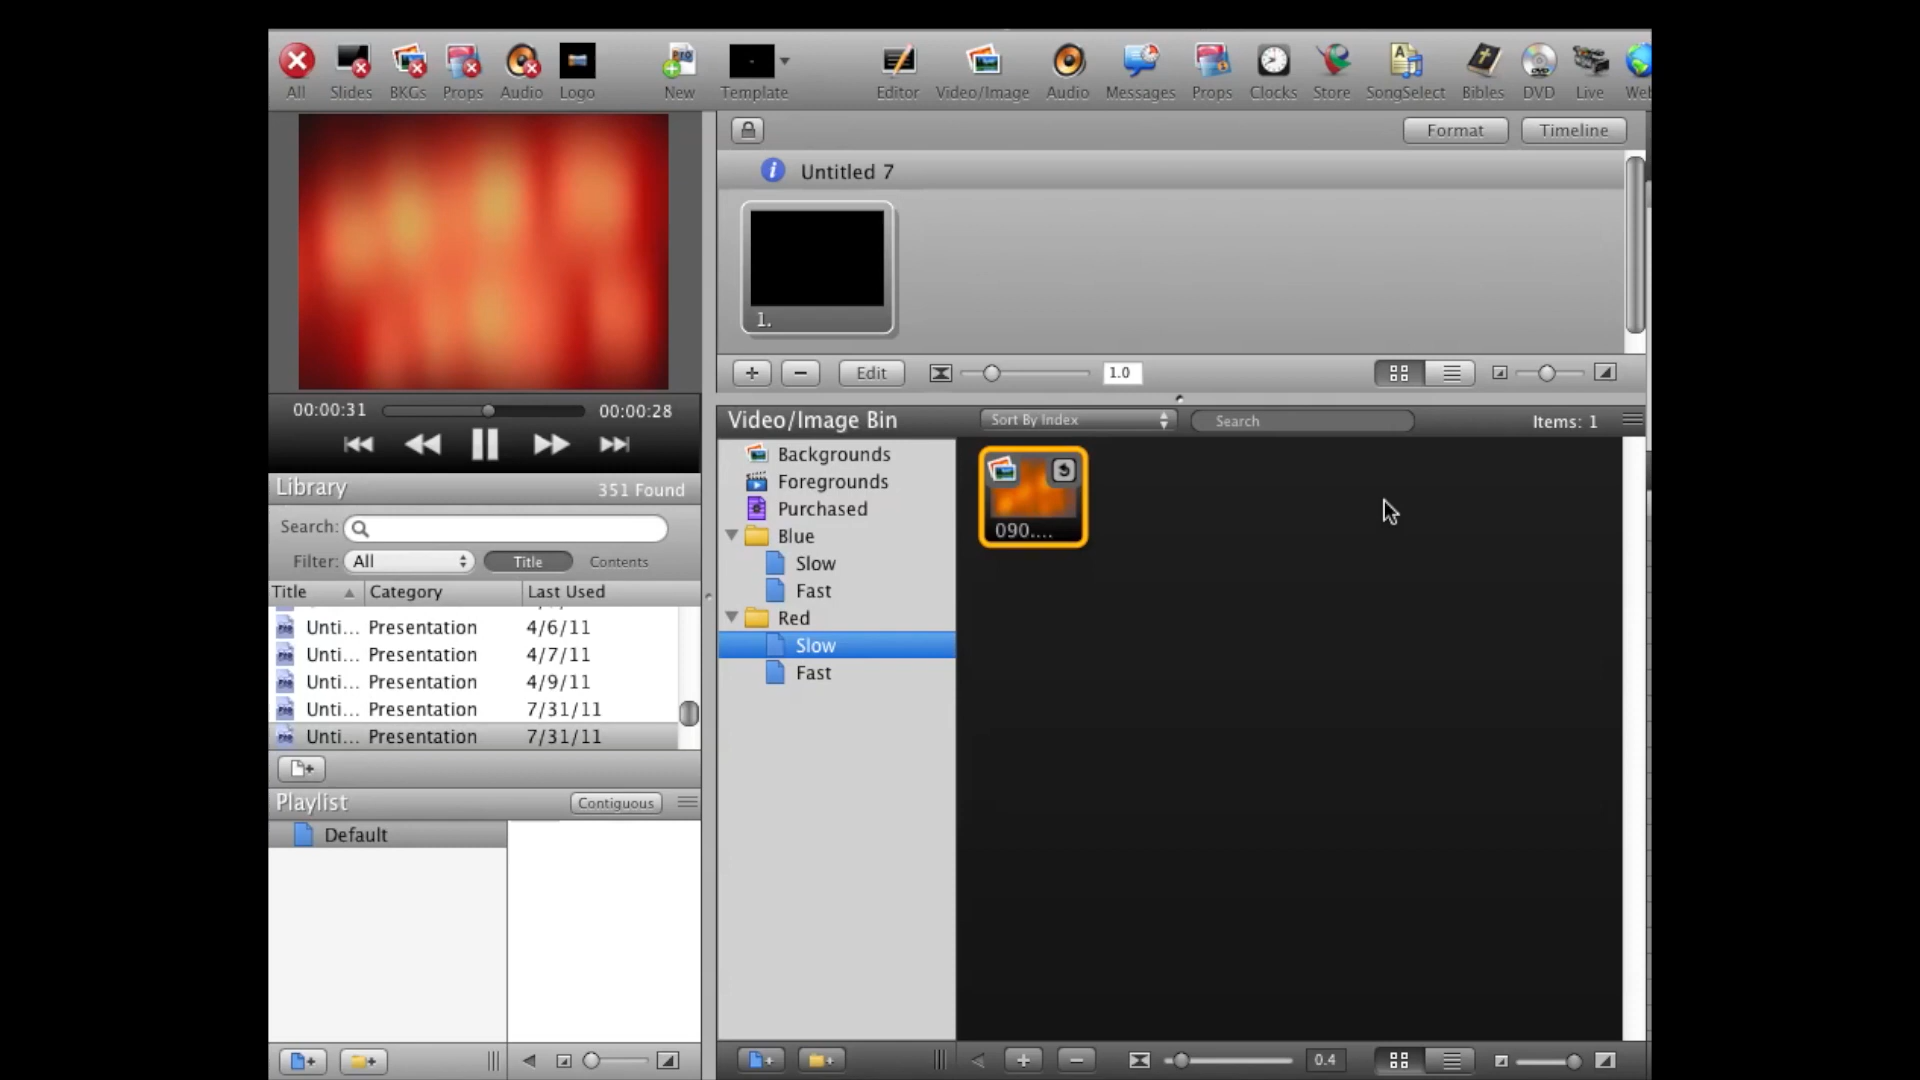 All Slides BKGs Props Audio Logo New Template Editor Video/Image Audio Messages Props Clocks Store SongSelect Bibles DVD Live
PRO
DVD
Format Timeline
Untitled 7
1.
Edit 1.0
00:00:31 00:00:28
Video/Image Bin Sort By Index Search Items: 1
Backgrounds
Foregrounds
Purchased
Blue
Slow
Fast
Red
Slow
Fast
090....
Library 351 Found
Search:
Filter: All Title Contents
Title Category Last Used
Unti... Presentation 4/6/11
Unti... Presentation 4/7/11
Unti... Presentation 4/9/11
Unti... Presentation 7/31/11
Unti... Presentation 7/31/11
Playlist Contiguous
Default
0.4